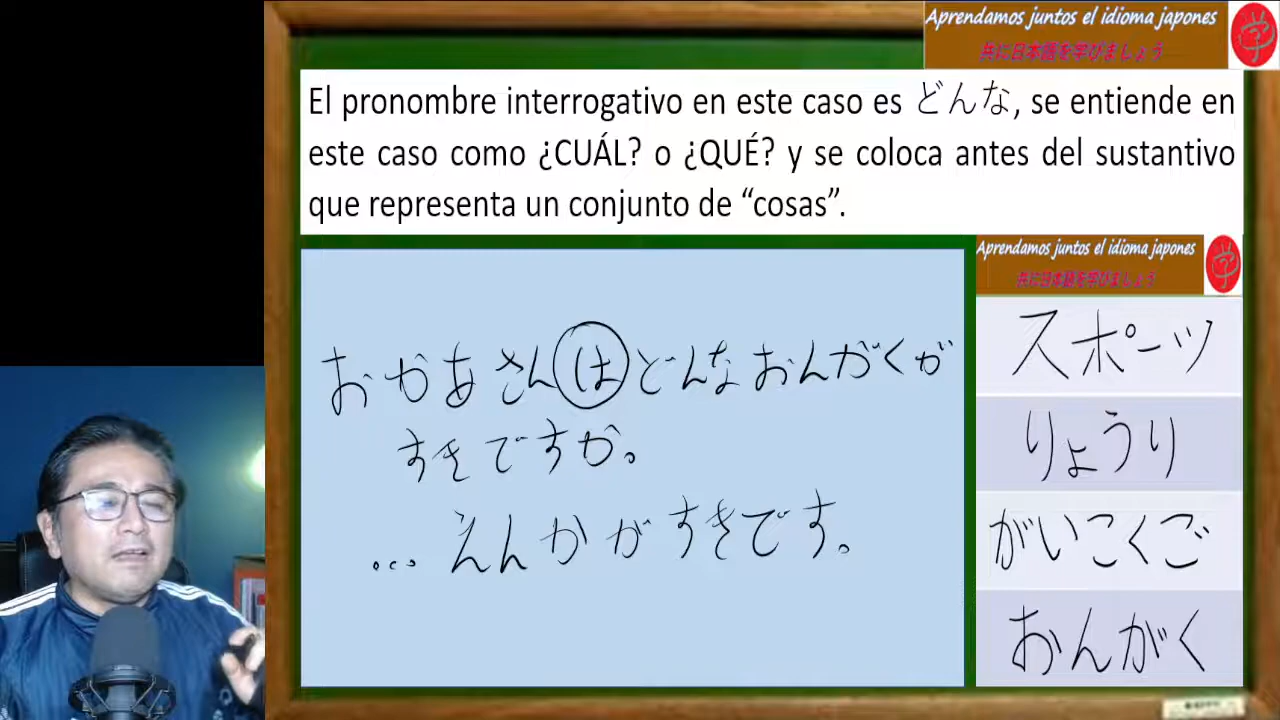 Aprendamos juntos el idioma japones
共に日本語を学びましょう
El pronombre interrogativo en este caso es どんな, se entiende en
este caso como ¿CUÁL? o ¿QUÉ? y se coloca antes del sustantivo
que representa un conjunto de “cosas”.
おかあさんはどんなおんがくが
すきですか。
... えんかがすきです。
Aprendamos juntos el idioma japones
共に日本語を学びましょう
スポーツ
りょうり
がいこくご
おんがく